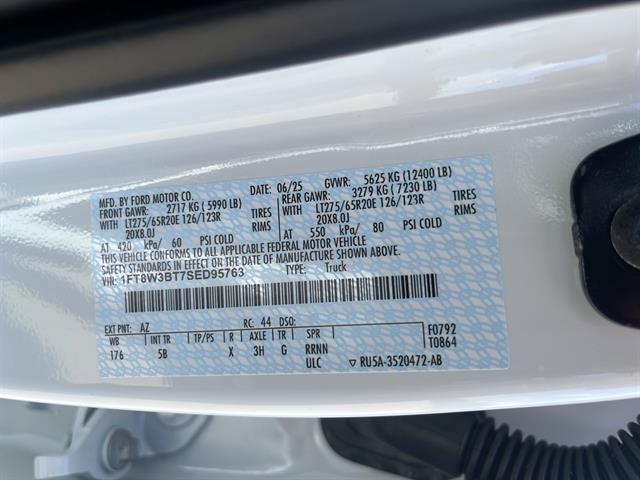 MFD. BY FORD MOTOR CO.
DATE: 06/25 GVWR: 5625 KG (12400 LB)
FRONT GAWR: 2717 KG (5990 LB) REAR GAWR: 3279 KG (7230 LB)
WITH LT275/65R20E 126/123R TIRES WITH LT275/65R20E 126/123R TIRES
20X8.0J RIMS 20X8.0J RIMS
AT 420 kPa/ 60 PSI COLD AT 550 kPa/ 80 PSI COLD
THIS VEHICLE CONFORMS TO ALL APPLICABLE FEDERAL MOTOR VEHICLE
SAFETY STANDARDS IN EFFECT ON THE DATE OF MANUFACTURE SHOWN ABOVE.
VIN: 1FT8W3BT7SED95763 TYPE: Truck
EXT PNT: AZ RC: 44 DSO: F0792
WB INT TR TP/PS R AXLE TR SPR T0864
176 5B X 3H G RRNN
ULC RU5A-3520472-AB